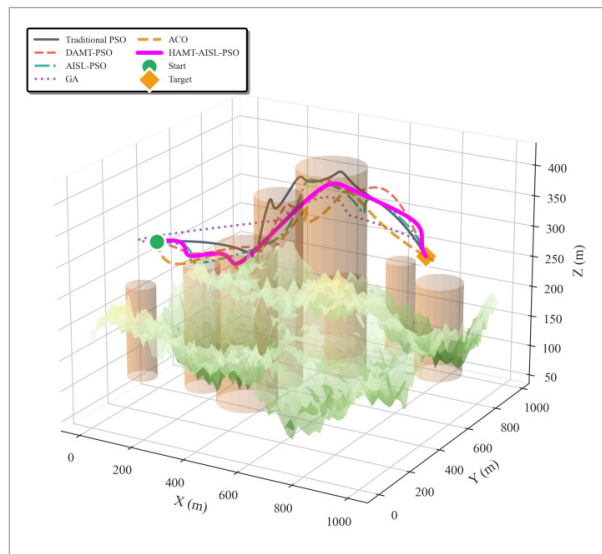 Traditional PSO
DAMT-PSO
AISL-PSO
GA
ACO
HAMT-AISL-PSO
Start
Target
400
350
300
250
200
150
100
50
Z (m)
0
200
400
600
800
1000
X (m)
0
200
400
600
800
1000
Y (m)